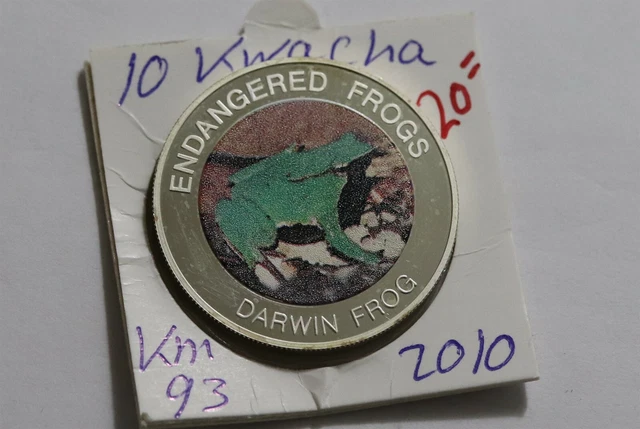 10 Kwacha
20"
ENDANGERED FROGS
DARWIN FROG
Km
93
2010